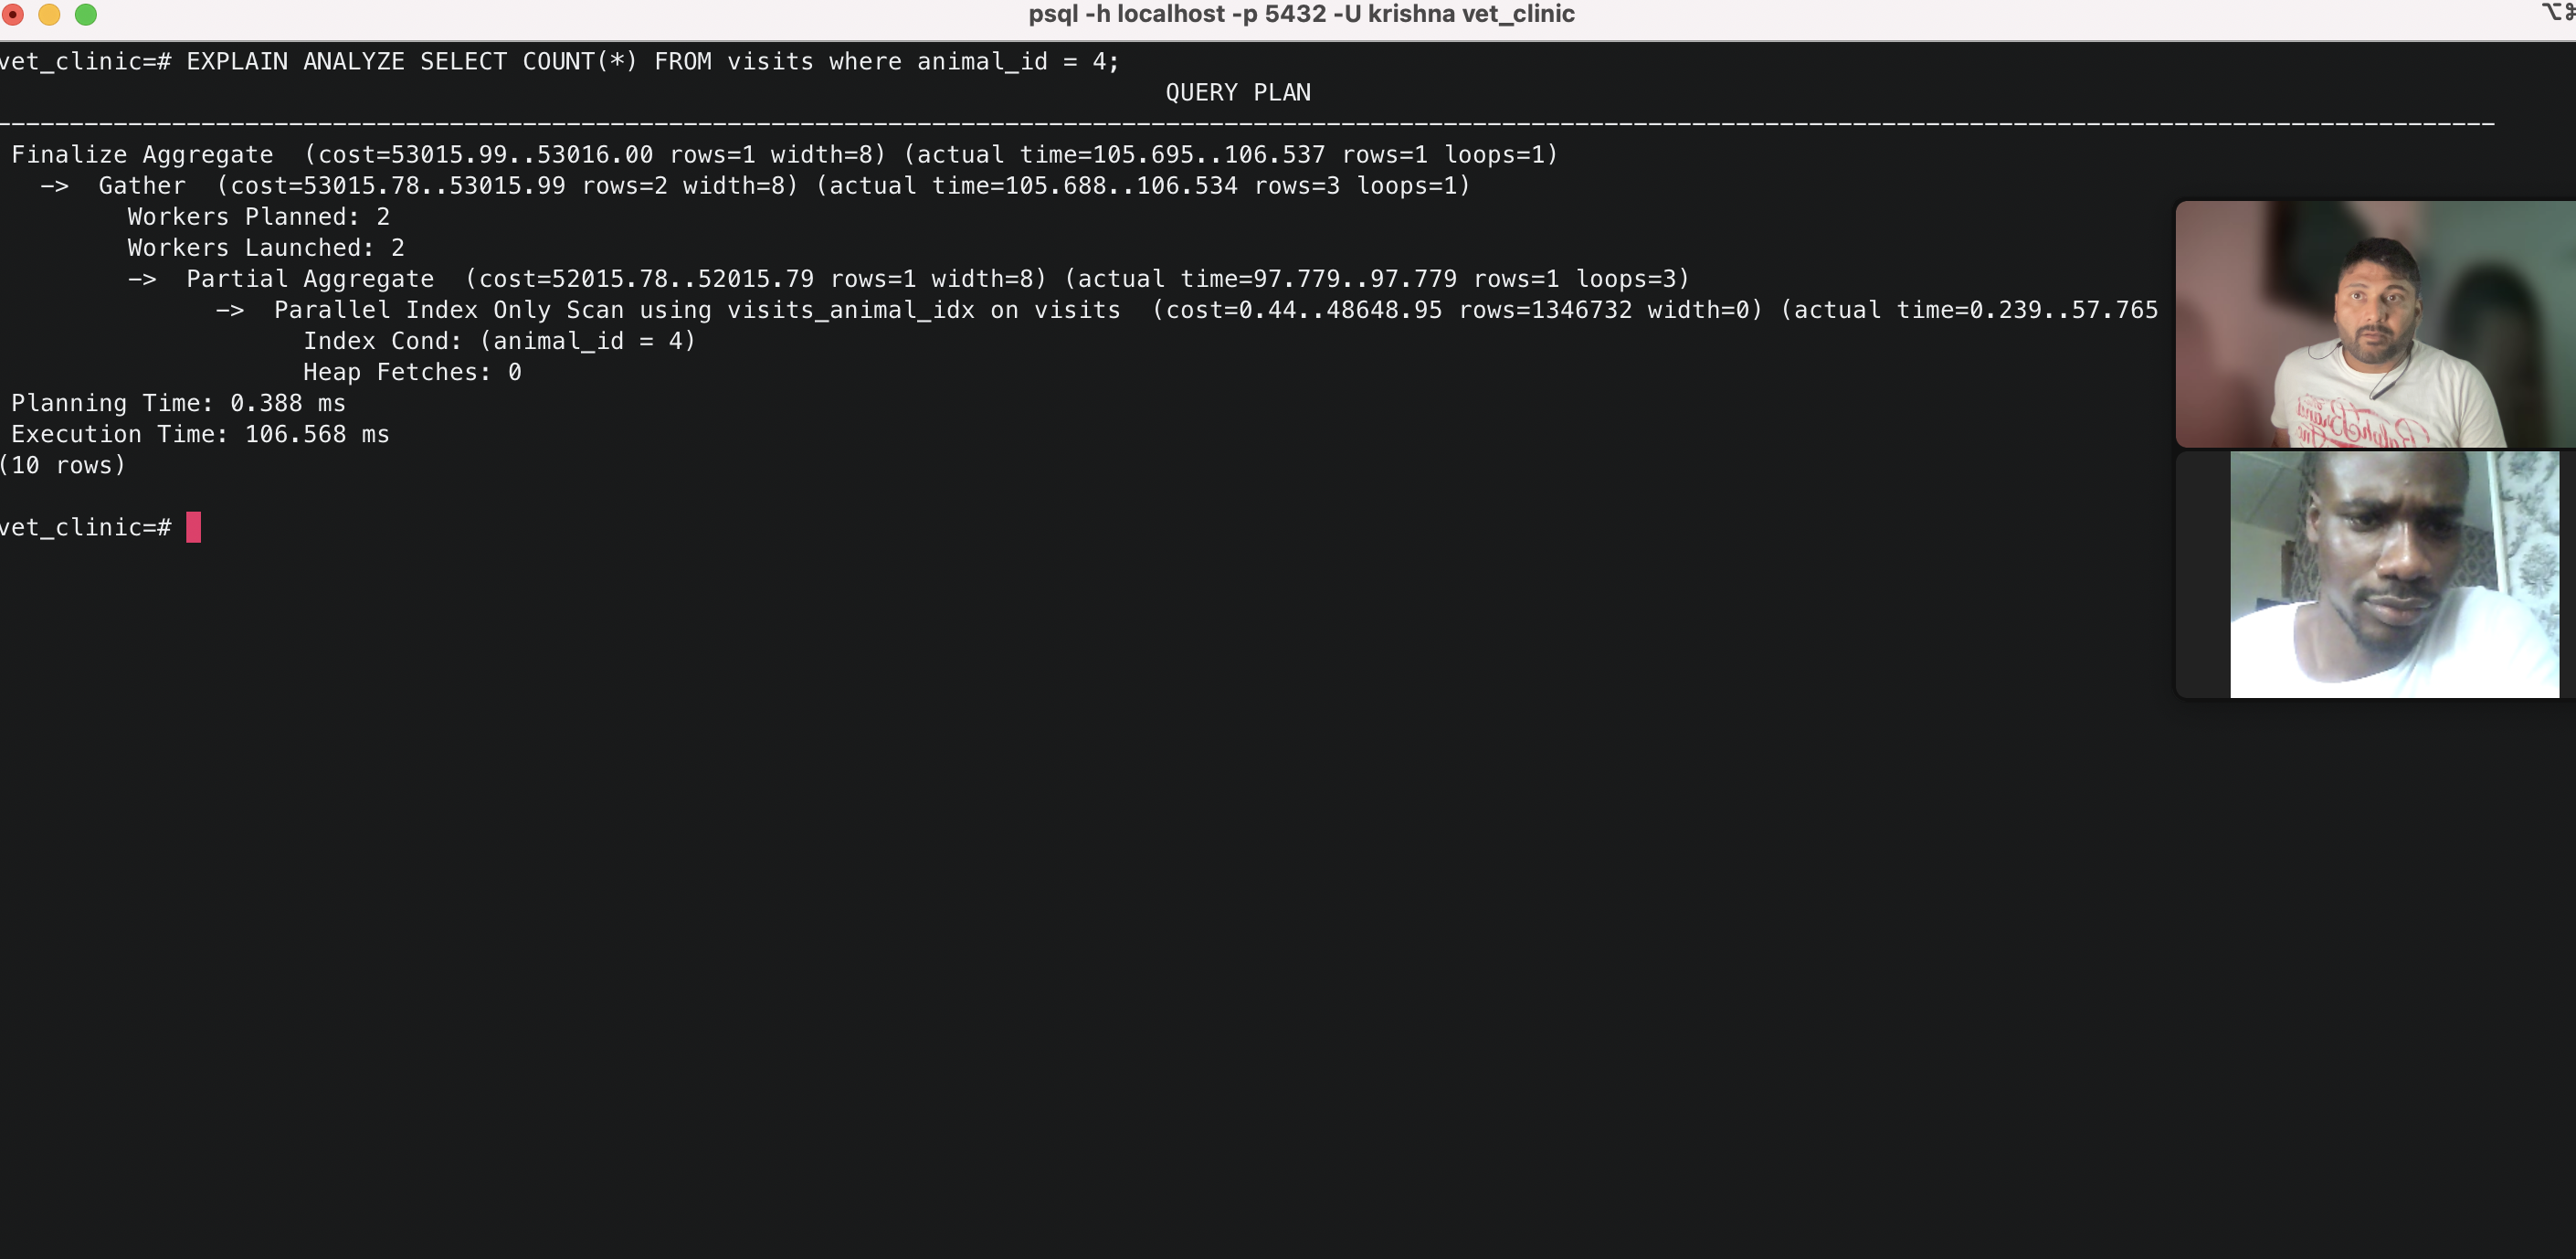 psql -h localhost -p 5432 -U krishna vet_clinic
⌥⌘
vet_clinic=# EXPLAIN ANALYZE SELECT COUNT(*) FROM visits where animal_id = 4;
QUERY PLAN
Finalize Aggregate  (cost=53015.99..53016.00 rows=1 width=8) (actual time=105.695..106.537 rows=1 loops=1)
->  Gather  (cost=53015.78..53015.99 rows=2 width=8) (actual time=105.688..106.534 rows=3 loops=1)
Workers Planned: 2
Workers Launched: 2
->  Partial Aggregate  (cost=52015.78..52015.79 rows=1 width=8) (actual time=97.779..97.779 rows=1 loops=3)
->  Parallel Index Only Scan using visits_animal_idx on visits  (cost=0.44..48648.95 rows=1346732 width=0) (actual time=0.239..57.765
Index Cond: (animal_id = 4)
Heap Fetches: 0
Planning Time: 0.388 ms
Execution Time: 106.568 ms
(10 rows)
vet_clinic=#